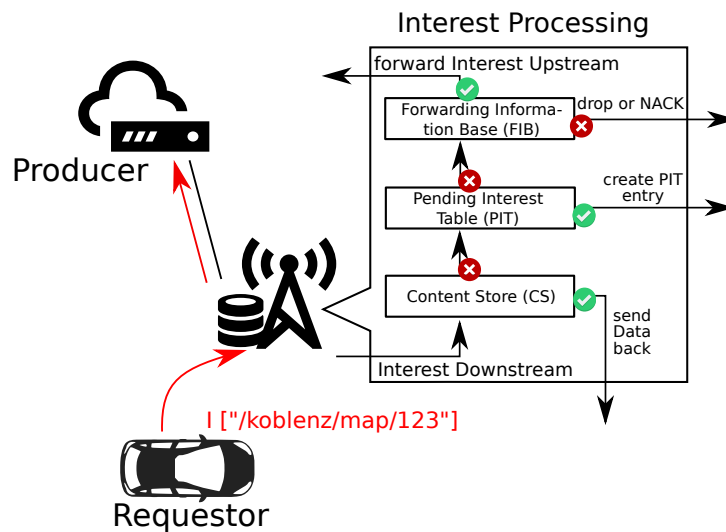 Interest Processing
forward Interest Upstream
Forwarding Informa-
tion Base (FIB)
drop or NACK
Producer
Pending Interest
Table (PIT)
create PIT
entry
Content Store (CS)
send
Data
back
Interest Downstream
I ["/koblenz/map/123"]
Requestor